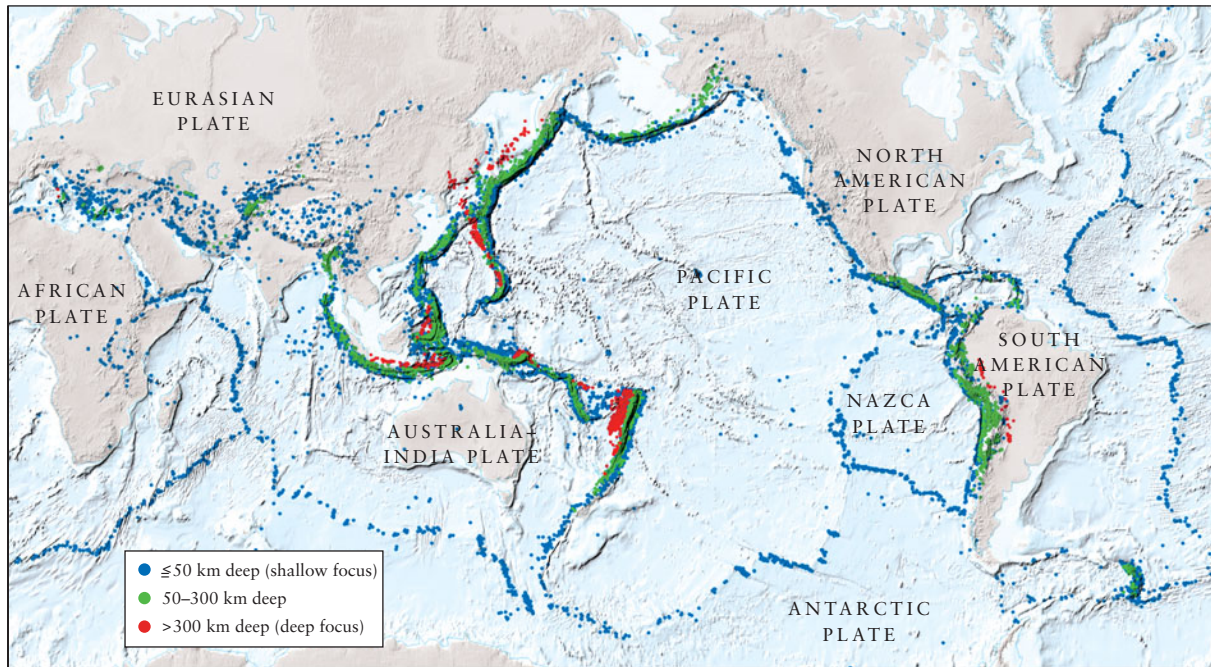 EURASIAN
PLATE
NORTH
AMERICAN
PLATE
AFRICAN
PLATE
PACIFIC
PLATE
SOUTH
AMERICAN
PLATE
NAZCA
PLATE
AUSTRALIA–
INDIA PLATE
≦50 km deep (shallow focus)
50–300 km deep
>300 km deep (deep focus)
ANTARCTIC
PLATE